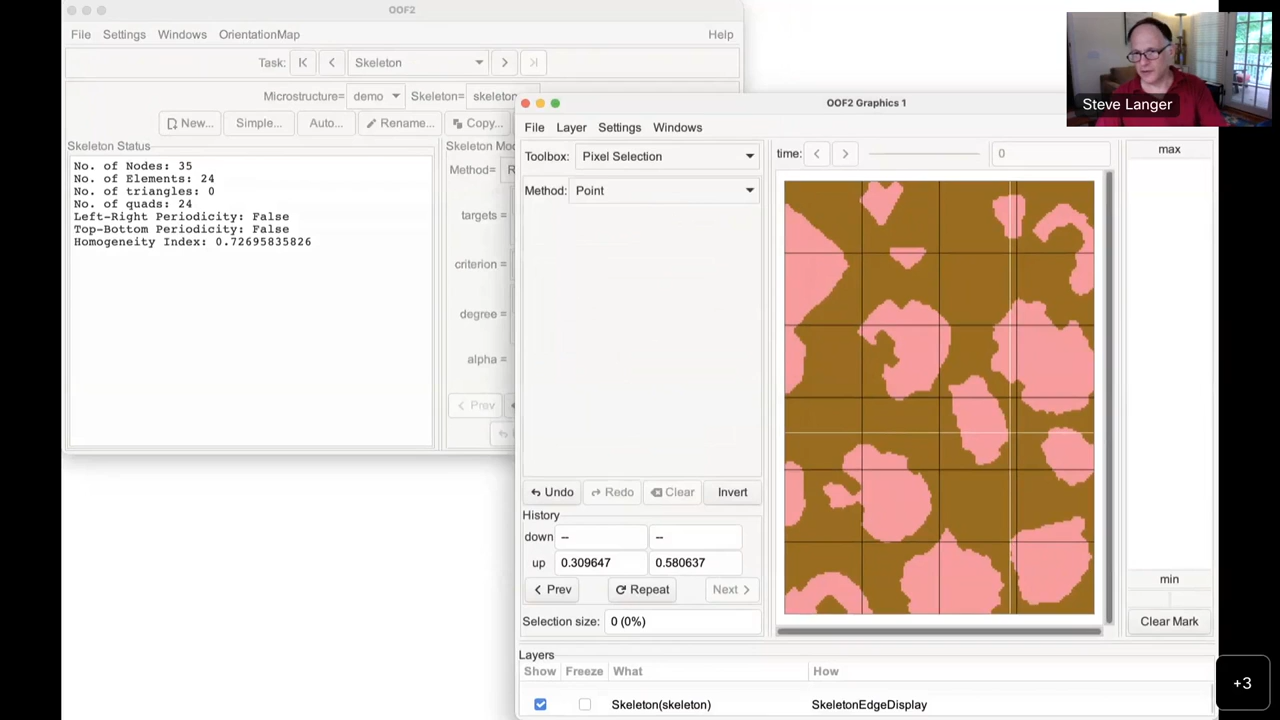 OOF2
File Settings Windows OrientationMap Help
Task: Skeleton
Microstructure= demo Skeleton= skeleton
New... Simple... Auto... Rename... Copy...
Skeleton Status
No. of Nodes: 35
No. of Elements: 24
No. of triangles: 0
No. of quads: 24
Left-Right Periodicity: False
Top-Bottom Periodicity: False
Homogeneity Index: 0.72695835826
Skeleton Mo
Method= R
targets =
criterion =
degree =
alpha =
Prev
OOF2 Graphics 1
File Layer Settings Windows
Toolbox: Pixel Selection
Method: Point
Undo Redo Clear Invert
History
down -- --
up 0.309647 0.580637
Prev Repeat Next
Selection size: 0 (0%)
time: 0
max
min
Clear Mark
Layers
Show Freeze What How
Skeleton(skeleton) SkeletonEdgeDisplay
Steve Langer
+3